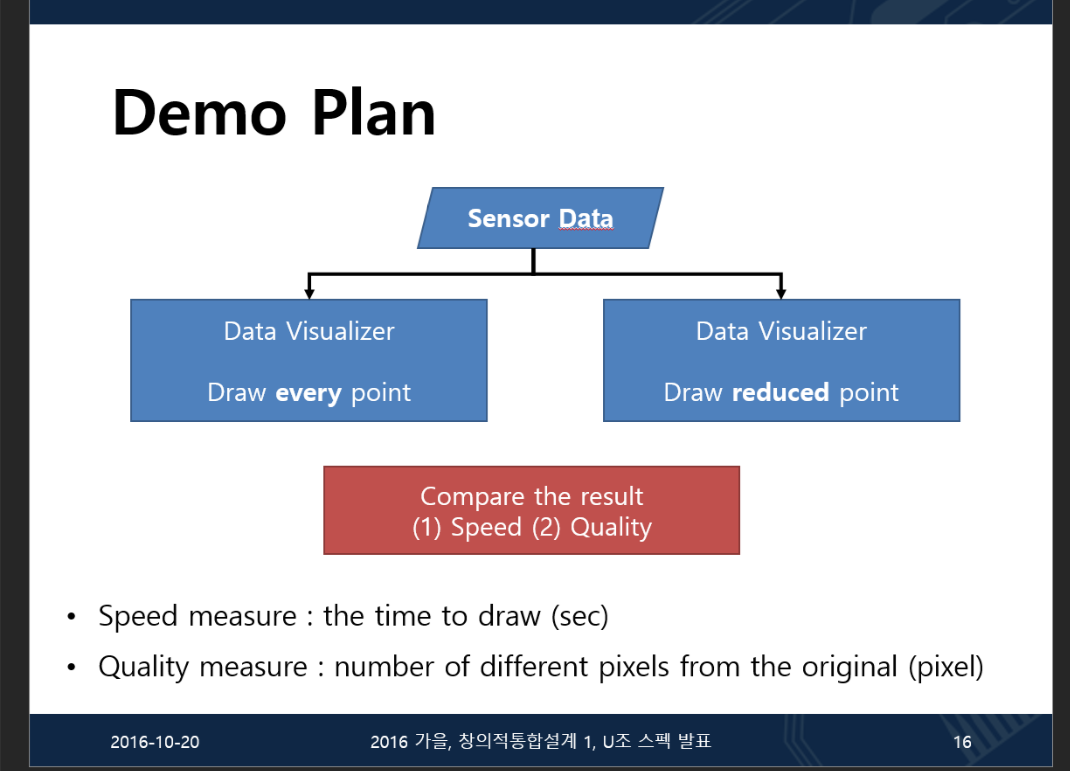 Demo Plan
Sensor Data
Data Visualizer
Draw every point
Data Visualizer
Draw reduced point
Compare the result
(1) Speed (2) Quality
• Speed measure : the time to draw (sec)
• Quality measure : number of different pixels from the original (pixel)
2016-10-20
2016 가을, 창의적통합설계 1, U조 스펙 발표
16